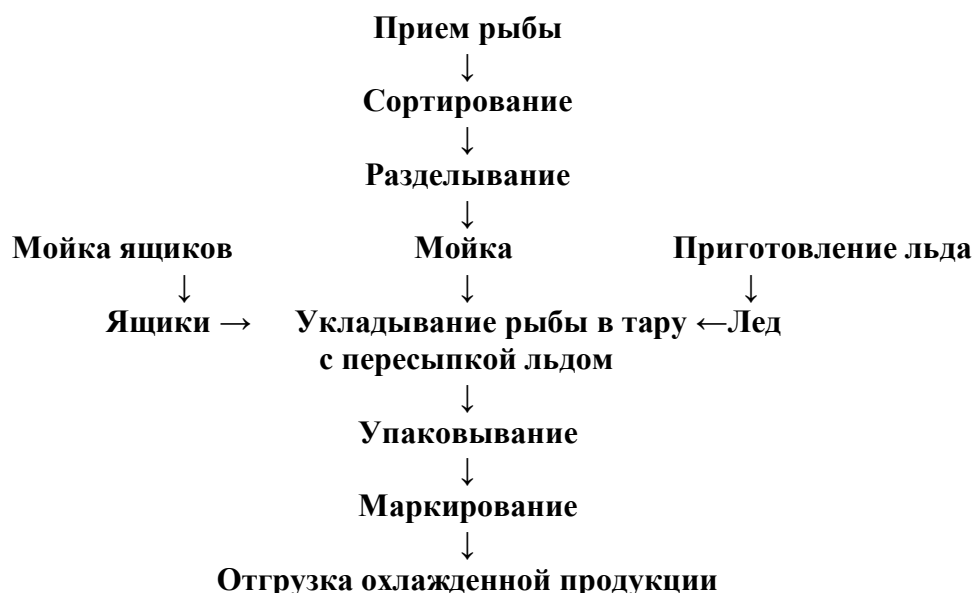 Прием рыбы
↓
Сортирование
↓
Разделывание
↓
Мойка ящиков Мойка Приготовление льда
↓ ↓ ↓
Ящики → Укладывание рыбы в тару ←Лед
с пересыпкой льдом
↓
Упаковывание
↓
Маркирование
↓
Отгрузка охлажденной продукции